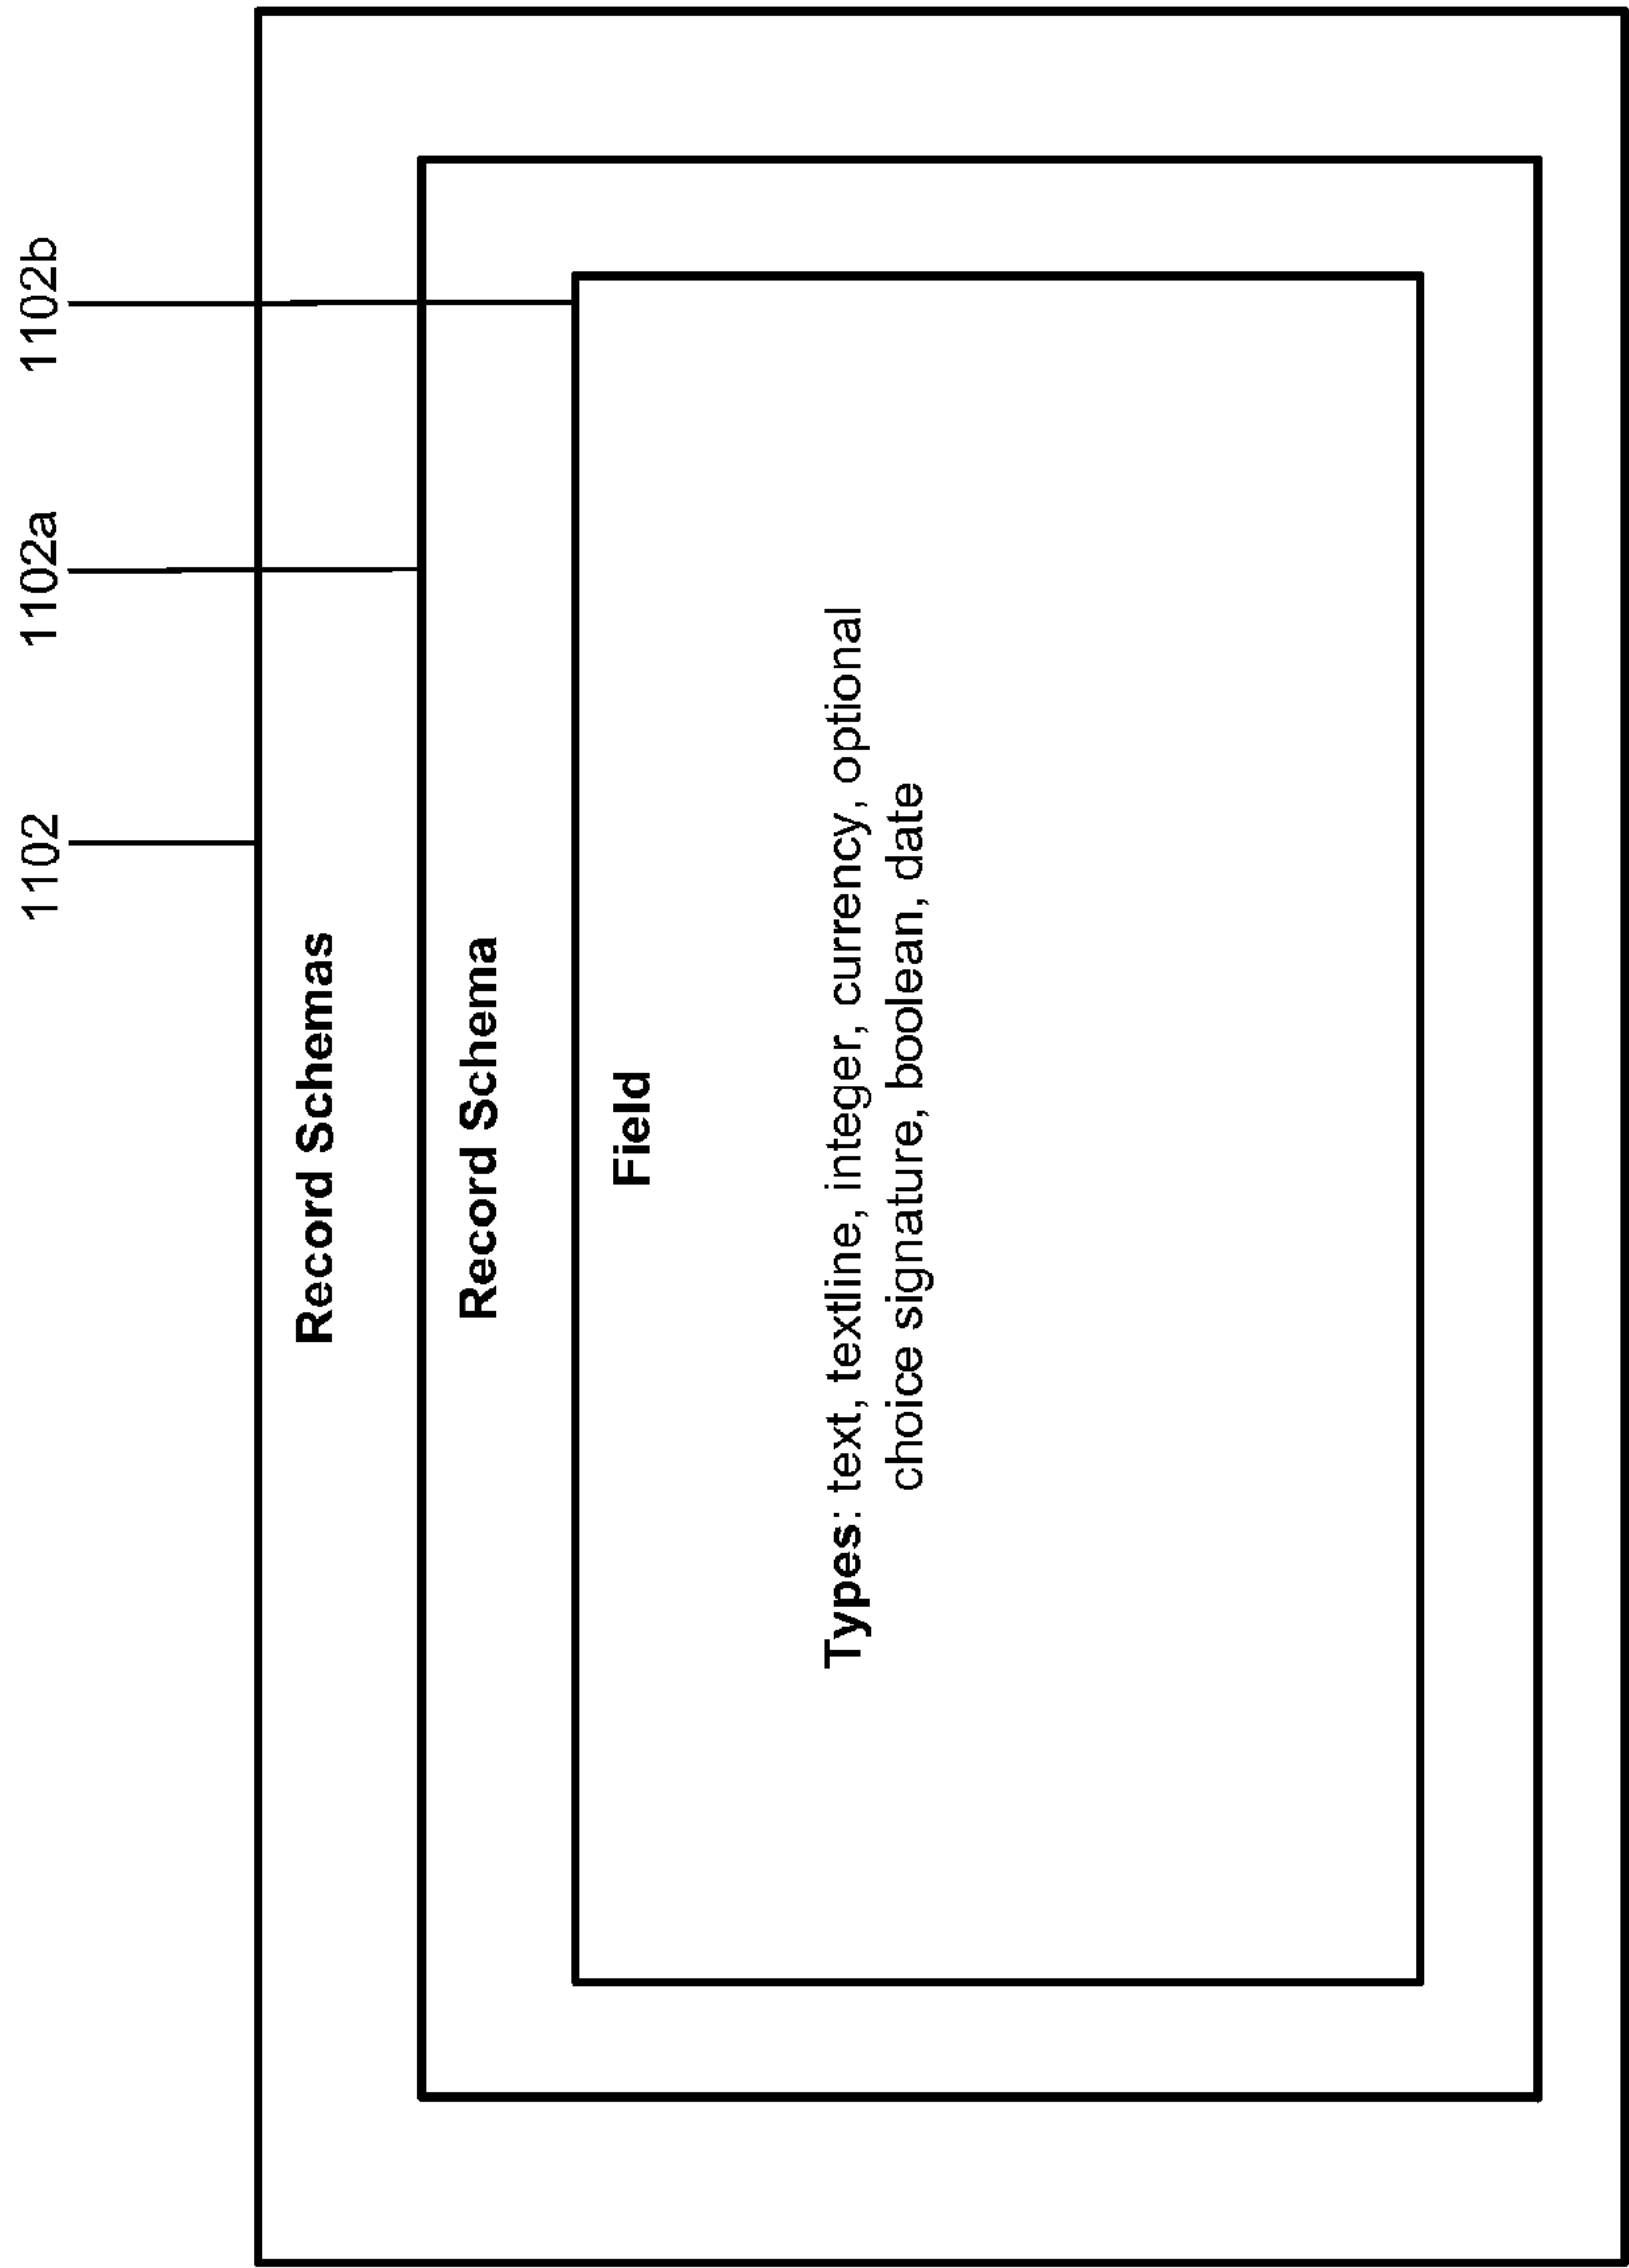 1102
1102a
1102b
Record Schemas
Record Schema
Field
Types: text, textline, integer, currency, optional
choice signature, boolean, date